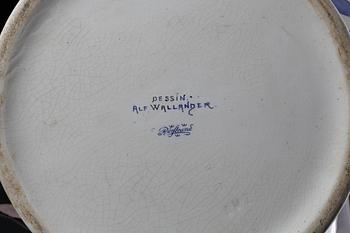 DESSIN.
ALF WALLANDER.
Rörstrand